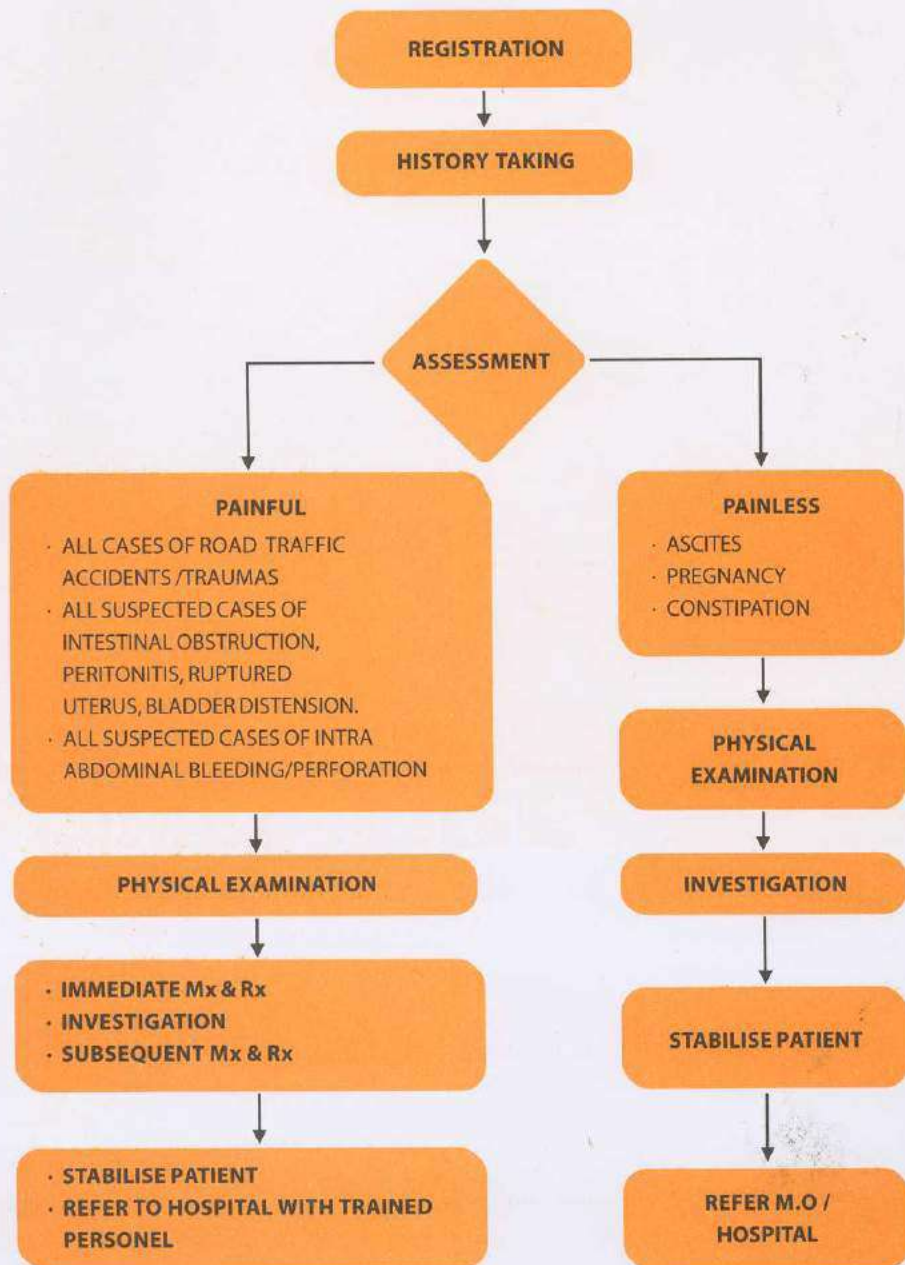 REGISTRATION
HISTORY TAKING
ASSESSMENT
PAINFUL
· ALL CASES OF ROAD TRAFFIC
ACCIDENTS /TRAUMAS
· ALL SUSPECTED CASES OF
INTESTINAL OBSTRUCTION,
PERITONITIS, RUPTURED
UTERUS, BLADDER DISTENSION.
· ALL SUSPECTED CASES OF INTRA
ABDOMINAL BLEEDING/PERFORATION
PHYSICAL EXAMINATION
· IMMEDIATE Mx & Rx
· INVESTIGATION
· SUBSEQUENT Mx & Rx
· STABILISE PATIENT
· REFER TO HOSPITAL WITH TRAINED
PERSONEL
PAINLESS
· ASCITES
· PREGNANCY
· CONSTIPATION
PHYSICAL
EXAMINATION
INVESTIGATION
STABILISE PATIENT
REFER M.O /
HOSPITAL